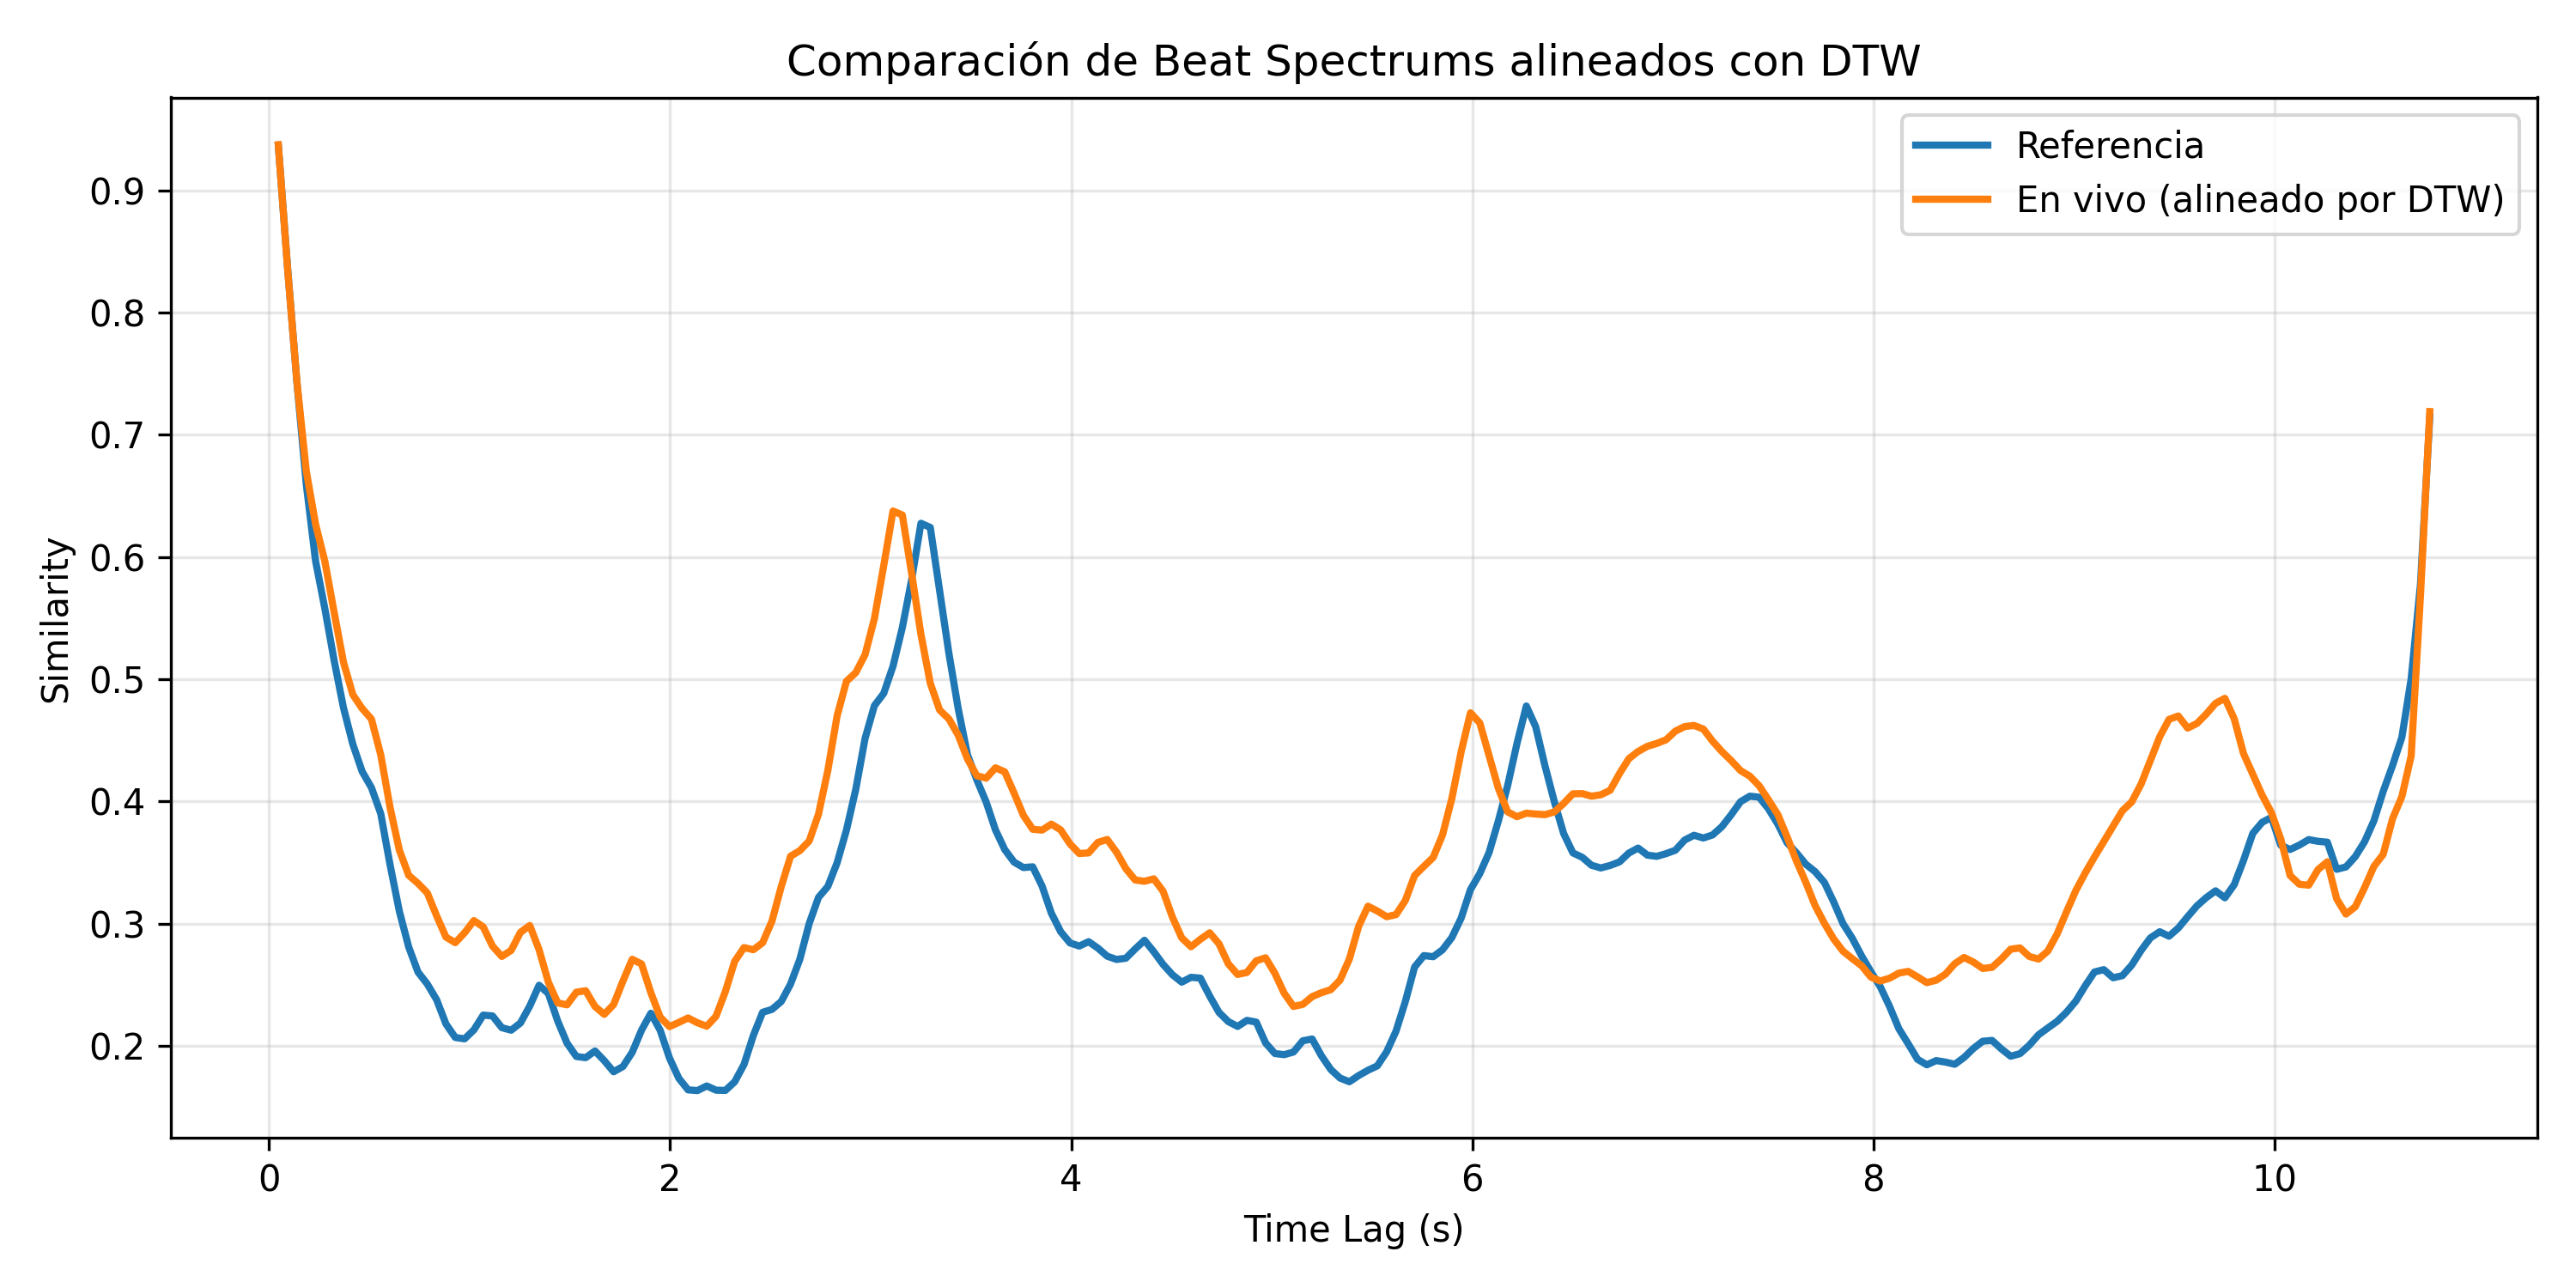 Comparación de Beat Spectrums alineados con DTW
Referencia
En vivo (alineado por DTW)
Similarity
0.9
0.8
0.7
0.6
0.5
0.4
0.3
0.2
0
2
4
6
8
10
Time Lag (s)